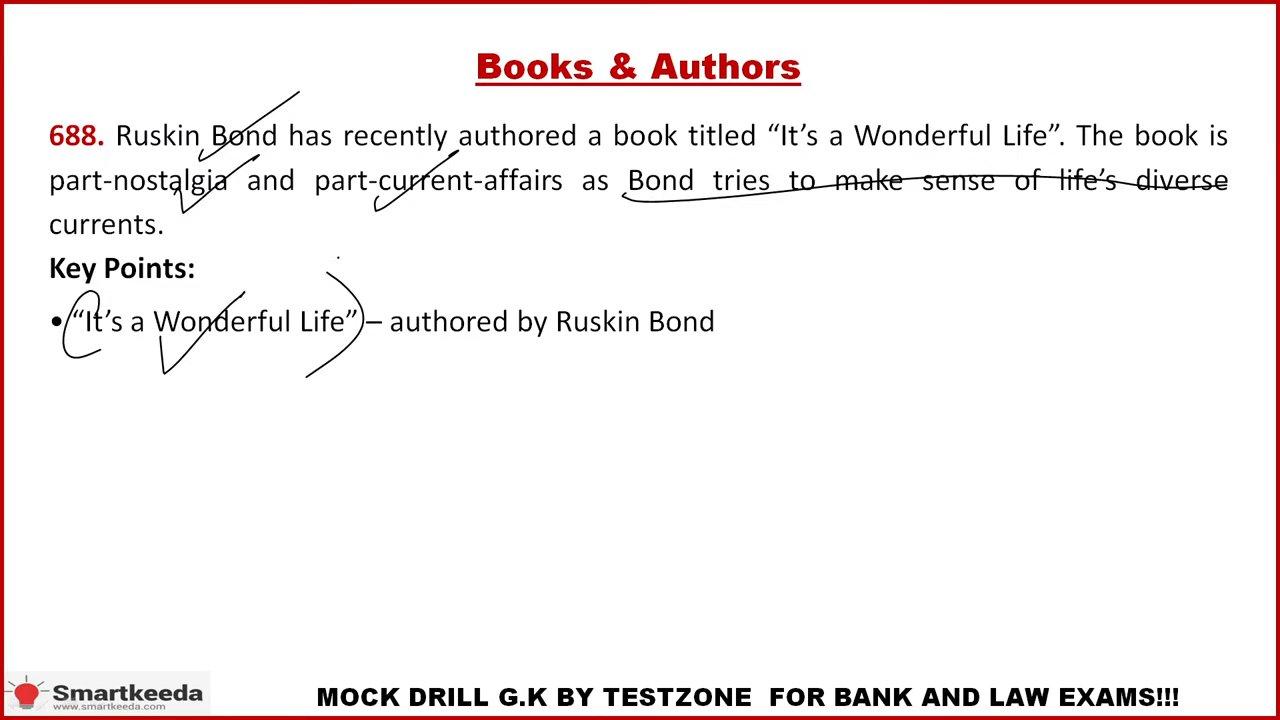 Books & Authors
688. Ruskin Bond has recently authored a book titled “It’s a Wonderful Life”. The book is
part-nostalgia and part-current-affairs as Bond tries to make sense of life’s diverse
currents.
Key Points:
• “It’s a Wonderful Life” – authored by Ruskin Bond
Smartkeeda
www.smartkeeda.com
MOCK DRILL G.K BY TESTZONE FOR BANK AND LAW EXAMS!!!